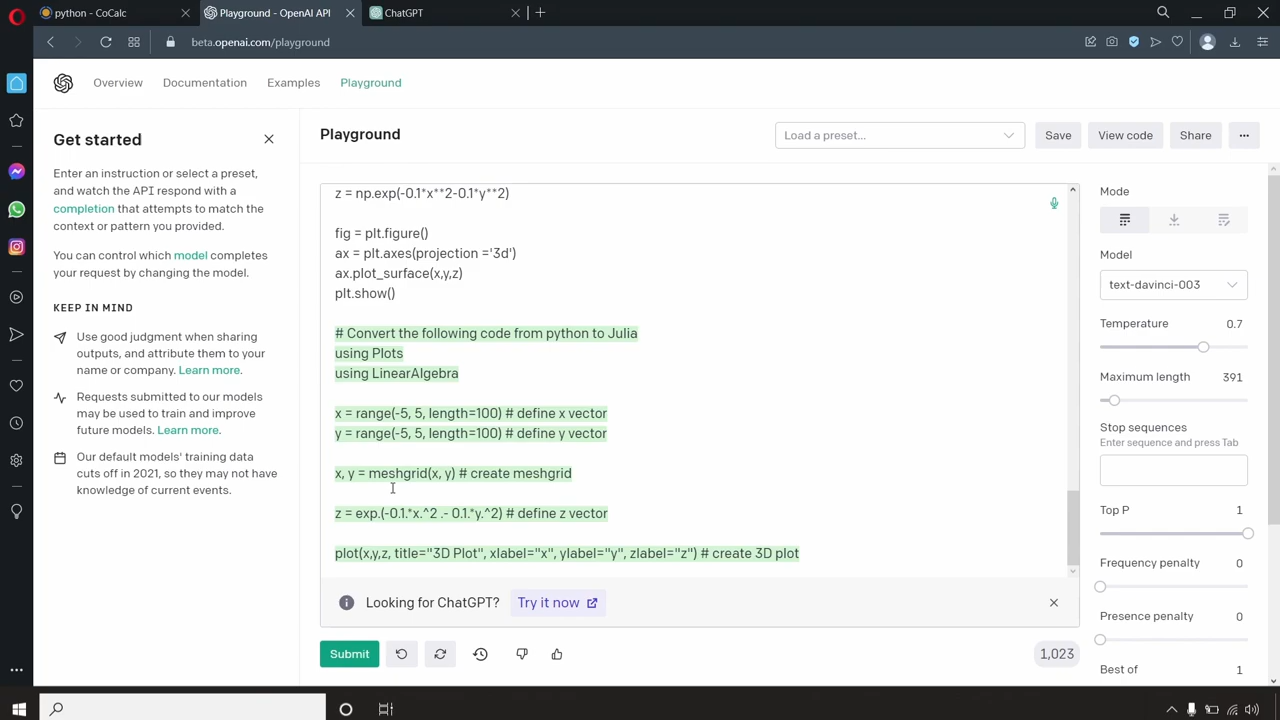 python - CoCalc
Playground - OpenAI API
ChatGPT
beta.openai.com/playground
Overview
Documentation
Examples
Playground
Get started
Enter an instruction or select a preset,
and watch the API respond with a
completion that attempts to match the
context or pattern you provided.
You can control which model completes
your request by changing the model.
KEEP IN MIND
Use good judgment when sharing
outputs, and attribute them to your
name or company. Learn more.
Requests submitted to our models
may be used to train and improve
future models. Learn more.
Our default models' training data
cuts off in 2021, so they may not have
knowledge of current events.
Playground
Load a preset...
Save
View code
Share
z = np.exp(-0.1*x**2-0.1*y**2)
fig = plt.figure()
ax = plt.axes(projection ='3d')
ax.plot_surface(x,y,z)
plt.show()
# Convert the following code from python to Julia
using Plots
using LinearAlgebra
x = range(-5, 5, length=100) # define x vector
y = range(-5, 5, length=100) # define y vector
x, y = meshgrid(x, y) # create meshgrid
z = exp.(-0.1.*x.^2 .- 0.1.*y.^2) # define z vector
plot(x,y,z, title="3D Plot", xlabel="x", ylabel="y", zlabel="z") # create 3D plot
Looking for ChatGPT?
Try it now
Submit
1,023
Mode
Model
text-davinci-003
Temperature 0.7
Maximum length 391
Stop sequences
Enter sequence and press Tab
Top P 1
Frequency penalty 0
Presence penalty 0
Best of 1